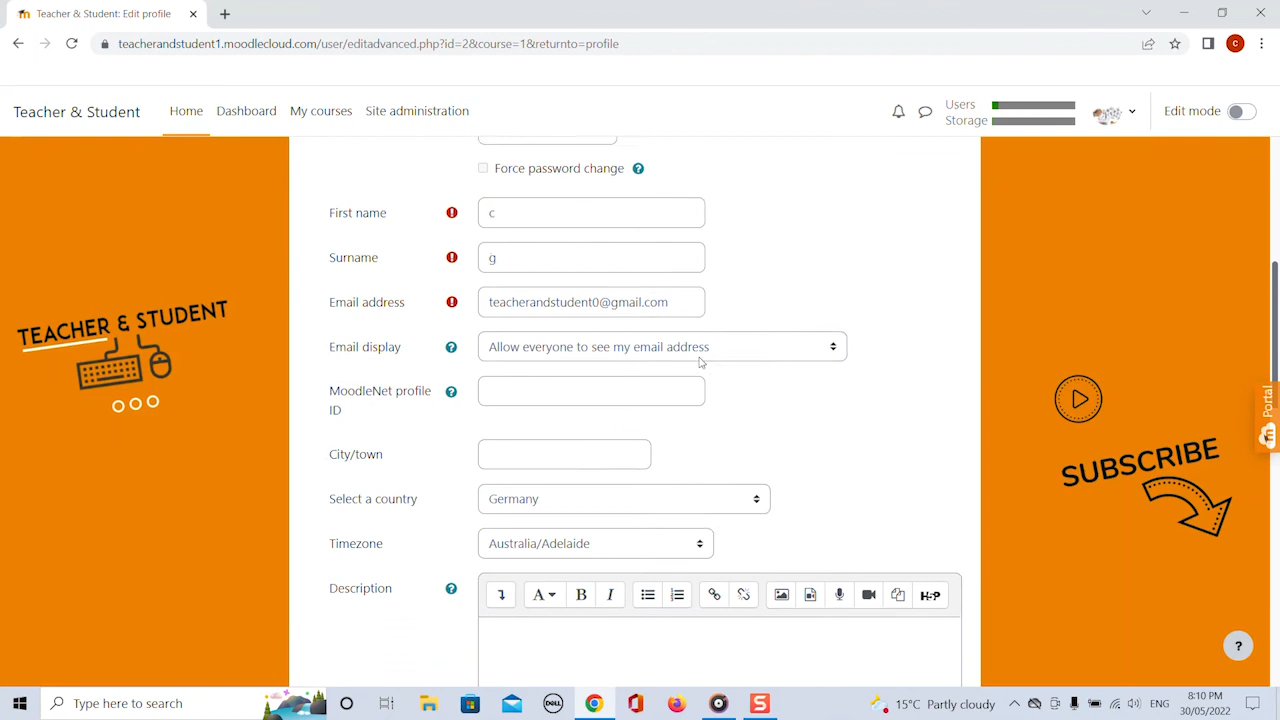 Teacher & Student: Edit profile
teacherandstudent1.moodlecloud.com/user/editadvanced.php?id=2&course=1&returnto=profile
C
Teacher & Student
Home
Dashboard
My courses
Site administration
Users
Storage
Edit mode
Force password change
First name
c
Surname
g
Email address
teacherandstudent0@gmail.com
Email display
Allow everyone to see my email address
MoodleNet profile
ID
City/town
Select a country
Germany
Timezone
Australia/Adelaide
Description
A
B
I
H-P
TEACHER & STUDENT
SUBSCRIBE
Portal
?
Type here to search
DELL
S
15°C Partly cloudy
ENG
8:10 PM
30/05/2022